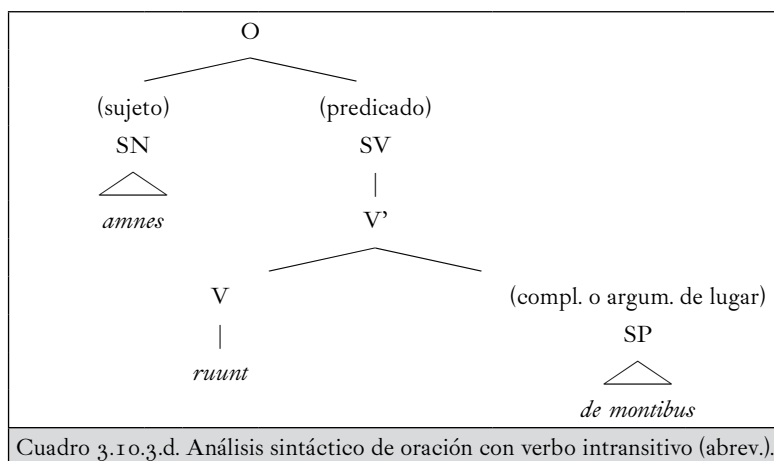 O
(sujeto) (predicado)
SN SV
amnes V’
V (compl. o argum. de lugar)
SP
ruunt
de montibus
Cuadro 3.10.3.d. Análisis sintáctico de oración con verbo intransitivo (abrev.).